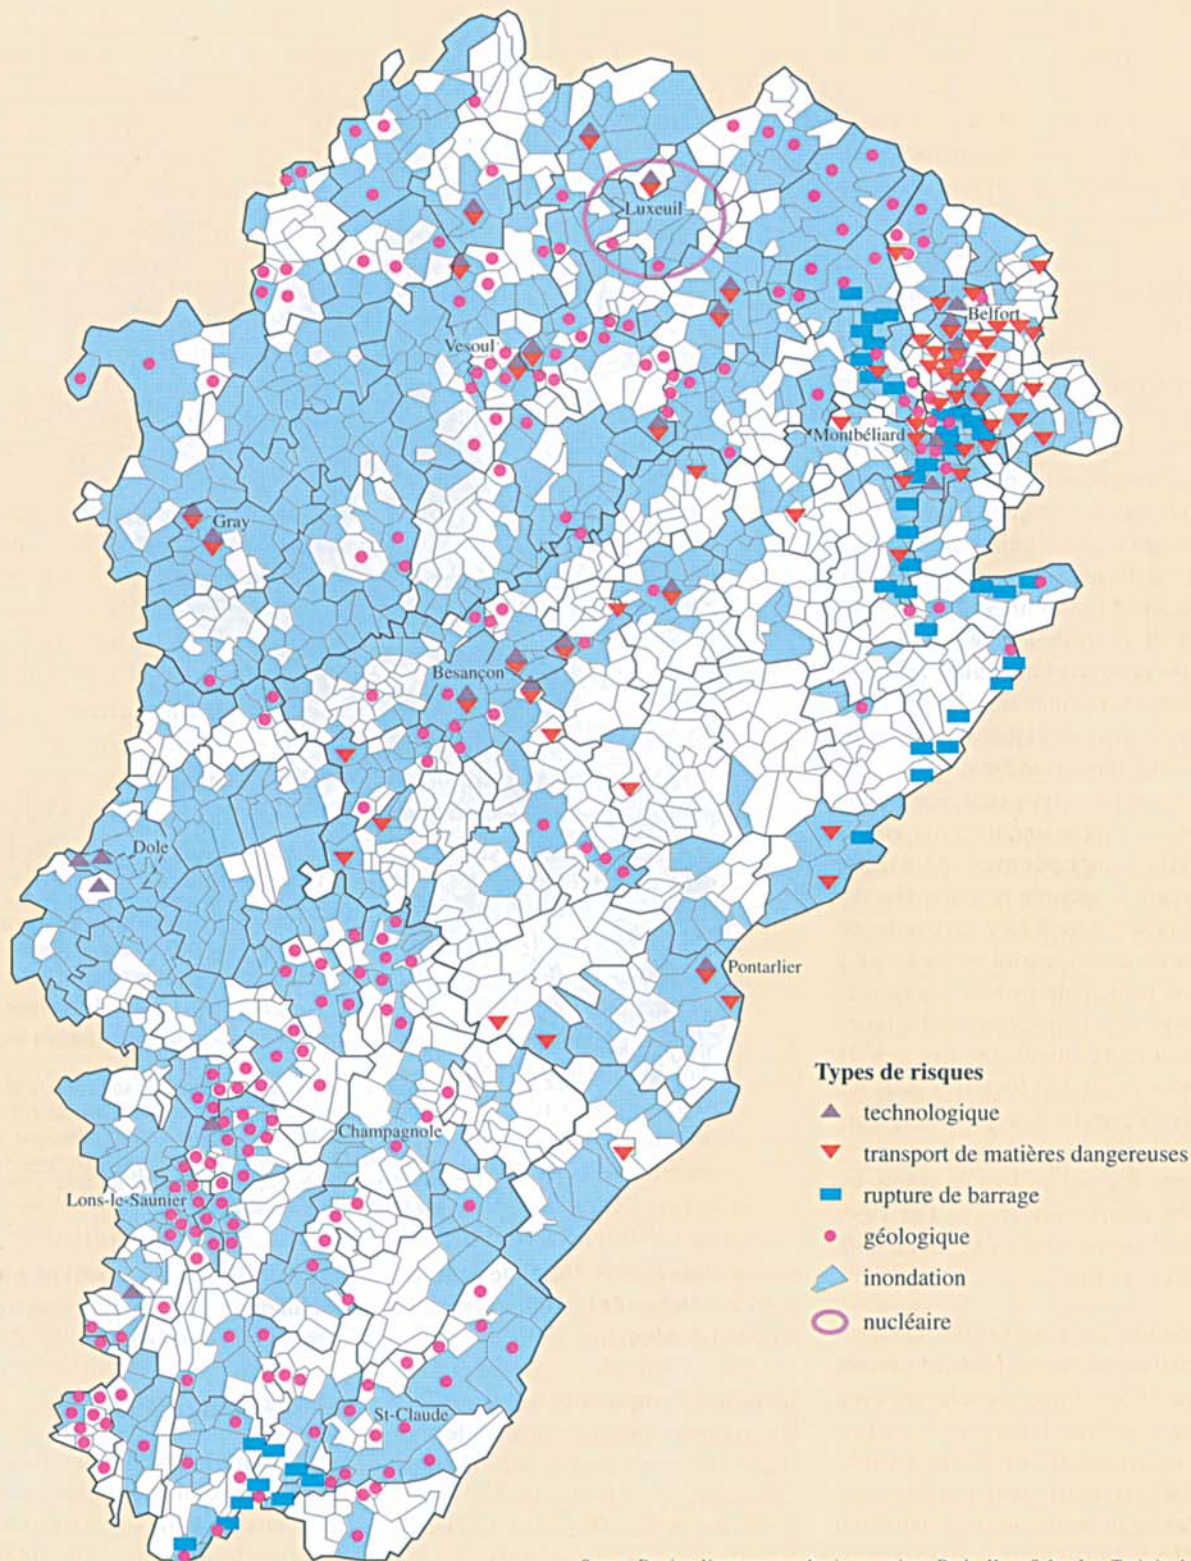 Luxeuil
Belfort
Vesoul
Montbéliard
Gray
Besançon
Dole
Pontarlier
Types de risques
technologique
transport de matières dangereuses
rupture de barrage
géologique
inondation
nucléaire
Champagnole
Lons-le-Saunier
St-Claude